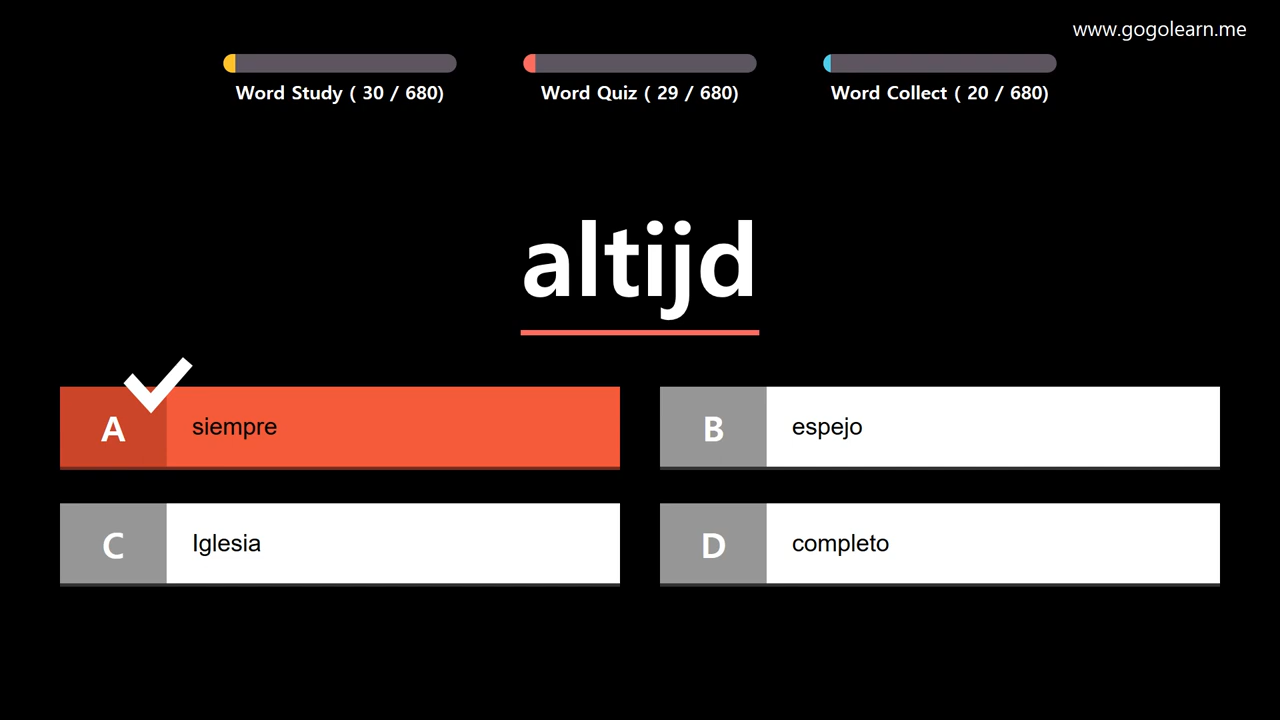 www.gogolearn.me
Word Study ( 30 / 680)
Word Quiz ( 29 / 680)
Word Collect ( 20 / 680)
altijd
A siempre
B espejo
C Iglesia
D completo